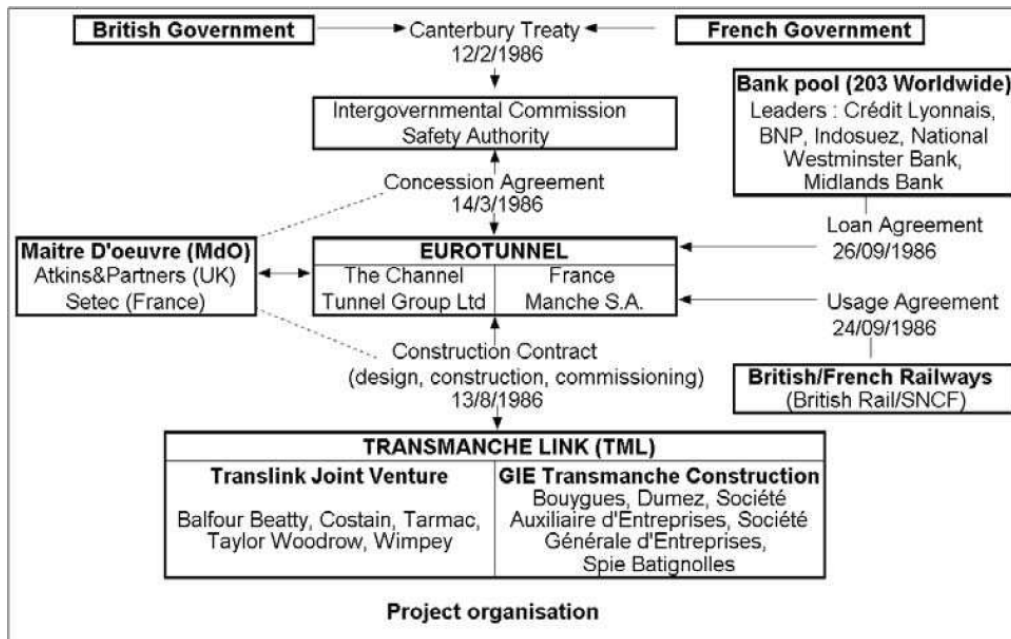 British Government
Canterbury Treaty
12/2/1986
French Government
Intergovernmental Commission
Safety Authority
Bank pool (203 Worldwide)
Leaders : Crédit Lyonnais,
BNP, Indosuez, National
Westminster Bank,
Midlands Bank
Concession Agreement
14/3/1986
Loan Agreement
26/09/1986
Maitre D'oeuvre (MdO)
Atkins&Partners (UK)
Setec (France)
EUROTUNNEL
The Channel
Tunnel Group Ltd
France
Manche S.A.
Usage Agreement
24/09/1986
British/French Railways
(British Rail/SNCF)
Construction Contract
(design, construction, commissioning)
13/8/1986
TRANSMANCHE LINK (TML)
Translink Joint Venture
Balfour Beatty, Costain, Tarmac,
Taylor Woodrow, Wimpey
GIE Transmanche Construction
Bouygues, Dumez, Société
Auxiliaire d'Entreprises, Société
Générale d'Entreprises,
Spie Batignolles
Project organisation